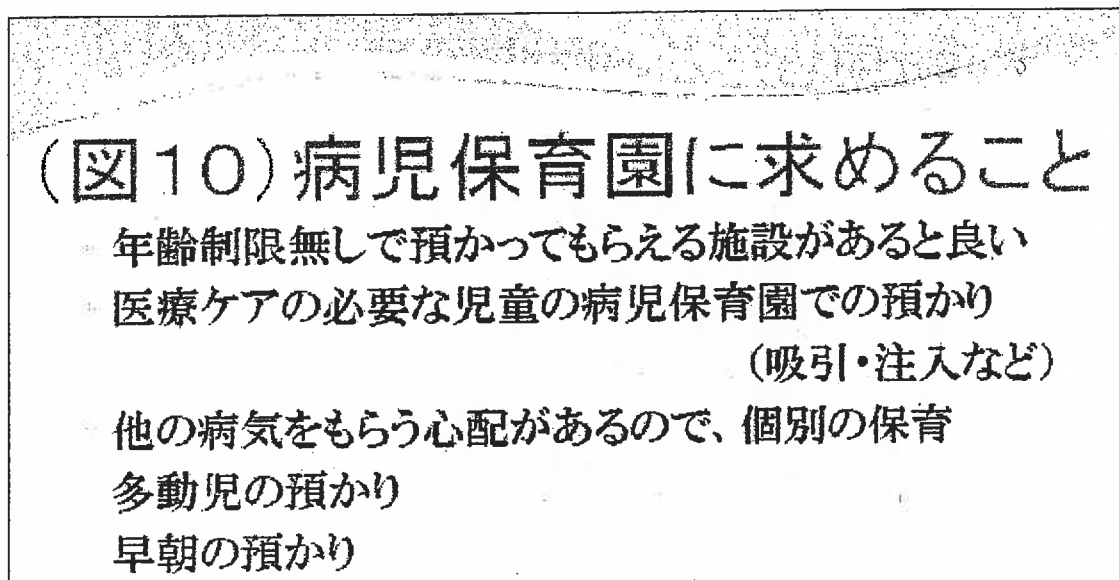 (図10)病児保育園に求めること
年齢制限無しで預かってもらえる施設があると良い
医療ケアの必要な児童の病児保育園での預かり
(吸引・注入など)
他の病気をもらう心配があるので、個別の保育
多動児の預かり
早朝の預かり